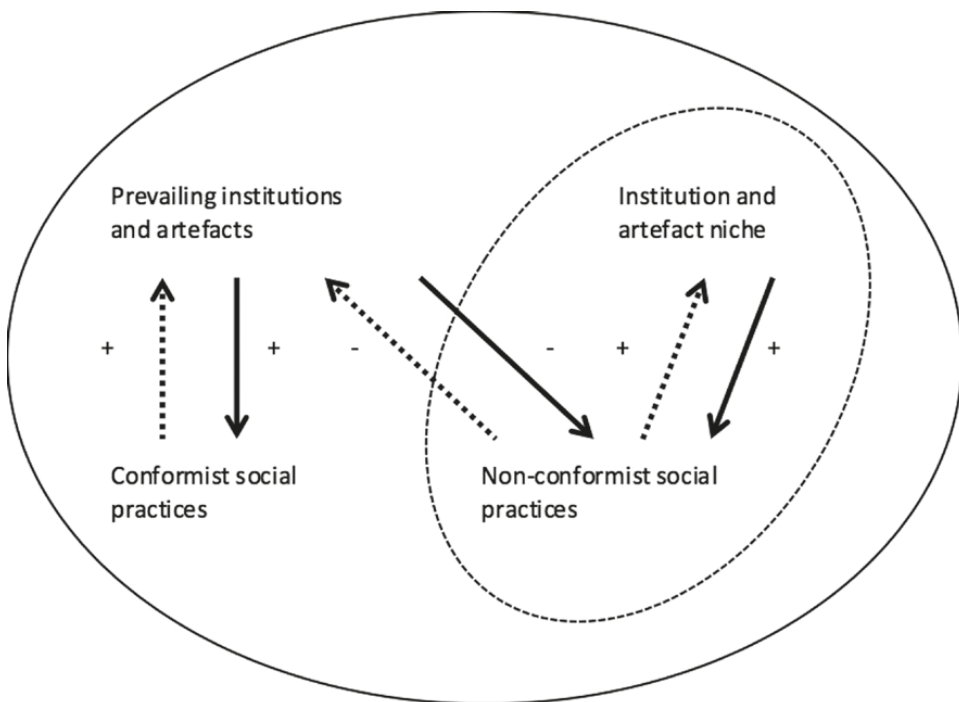 Prevailing institutions
and artefacts
Institution and
artefact niche
+
+
-
-
+
+
Conformist social
practices
Non-conformist social
practices